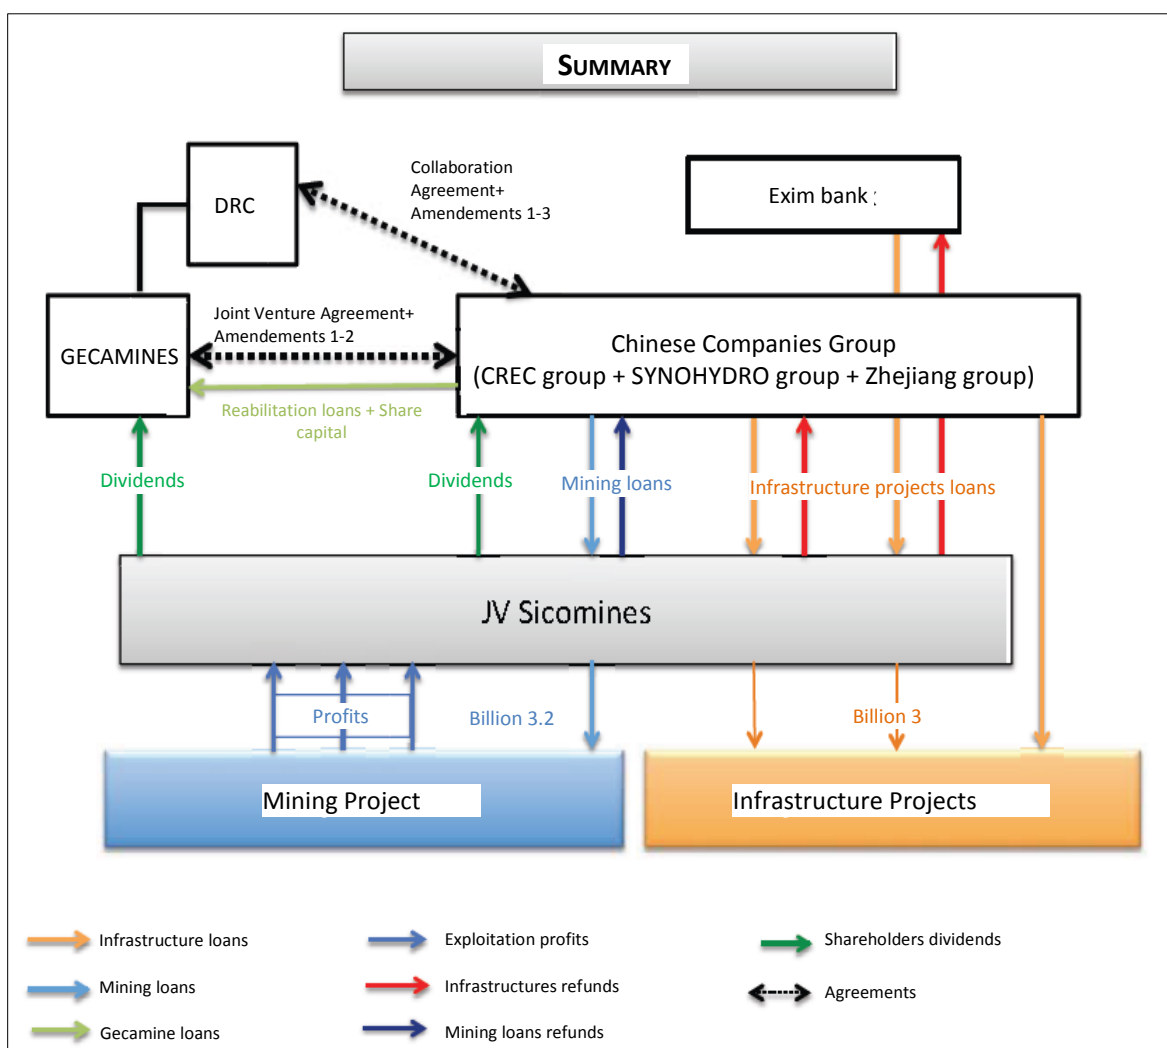 SUMMARY
DRC
Collaboration
Agreement+
Amendements 1-3
Exim bank ;
GECAMINES
Joint Venture Agreement+
Amendements 1-2
Chinese Companies Group
(CREC group + SYNOHYDRO group + Zhejiang group)
Reabilitation loans + Share
capital
Dividends
Dividends
Mining loans
Infrastructure projects loans
JV Sicomines
Profits
Billion 3.2
Billion 3
Mining Project
Infrastructure Projects
Infrastructure loans
Exploitation profits
Shareholders dividends
Mining loans
Infrastructures refunds
Agreements
Gecamine loans
Mining loans refunds